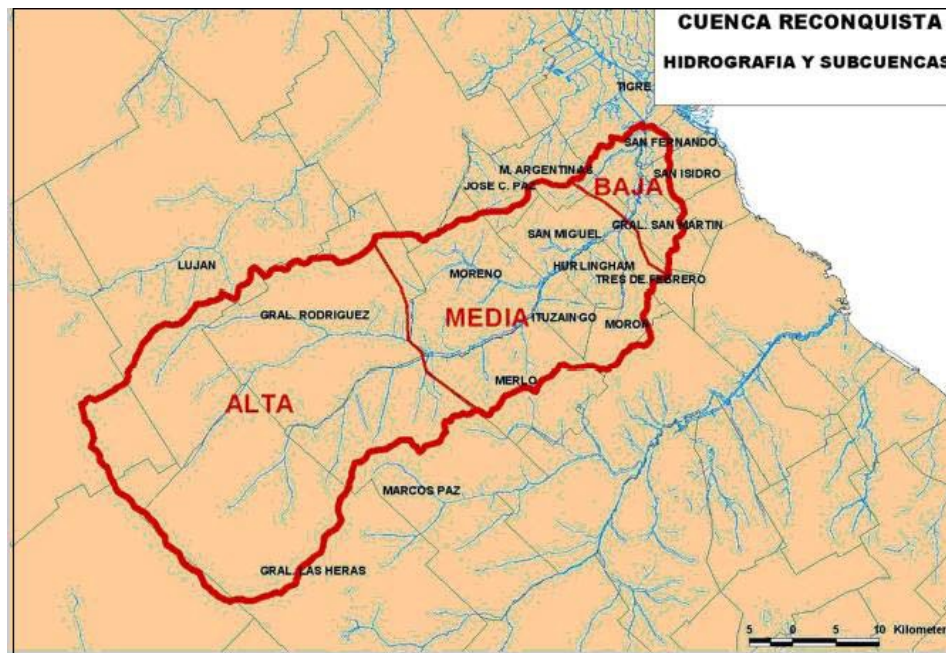 CUENCA RECONQUISTA
HIDROGRAFIA Y SUBCUENCAS
TIGRE
SAN FERNANDO
M. ARGENTINAS
SAN ISIDRO
JOSE C. PAZ
BAJA
GRAL. SAN MARTIN
SAN MIGUEL
LUJAN
HURLINGHAM
MORENO
TRES DE FEBRERO
GRAL. RODRIGUEZ
MEDIA
ITUZAINGO
MORON
MERLO
ALTA
MARCOS PAZ
GRAL. LAS HERAS
5 0 5 10 Kilometer